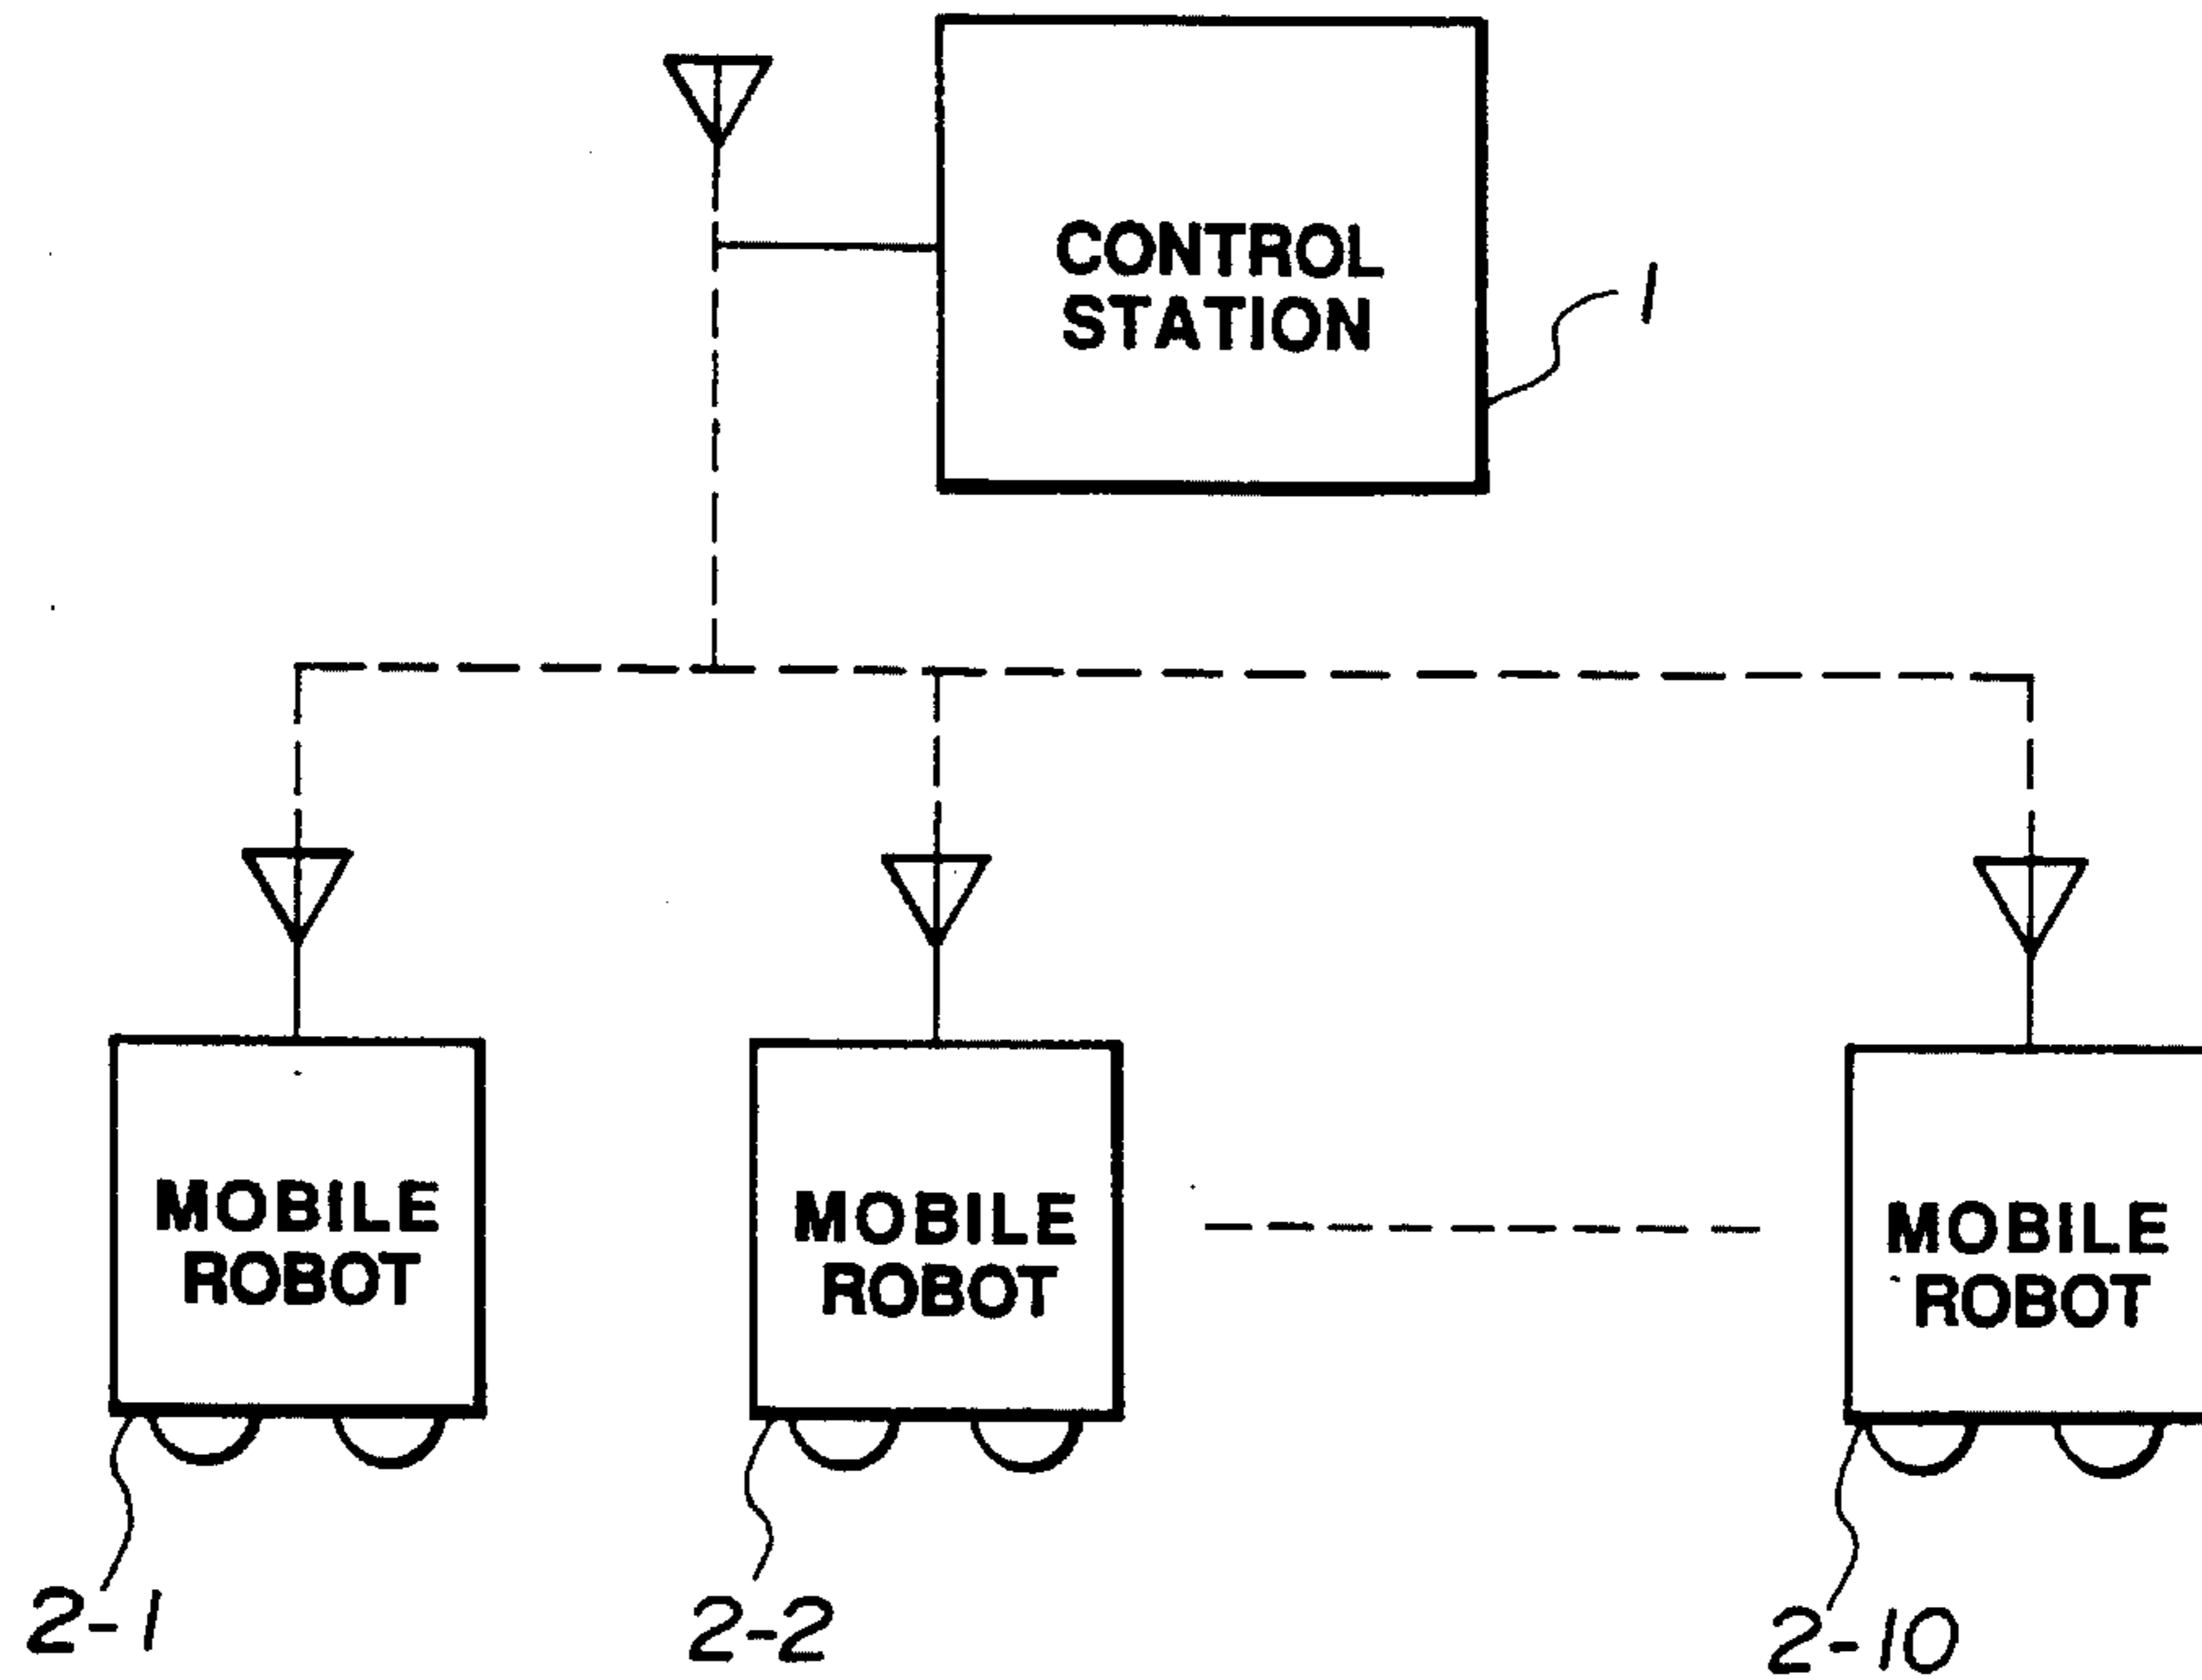 CONTROL
STATION
1
MOBILE
ROBOT
MOBILE
ROBOT
MOBILE
ROBOT
2-1
2-2
2-10